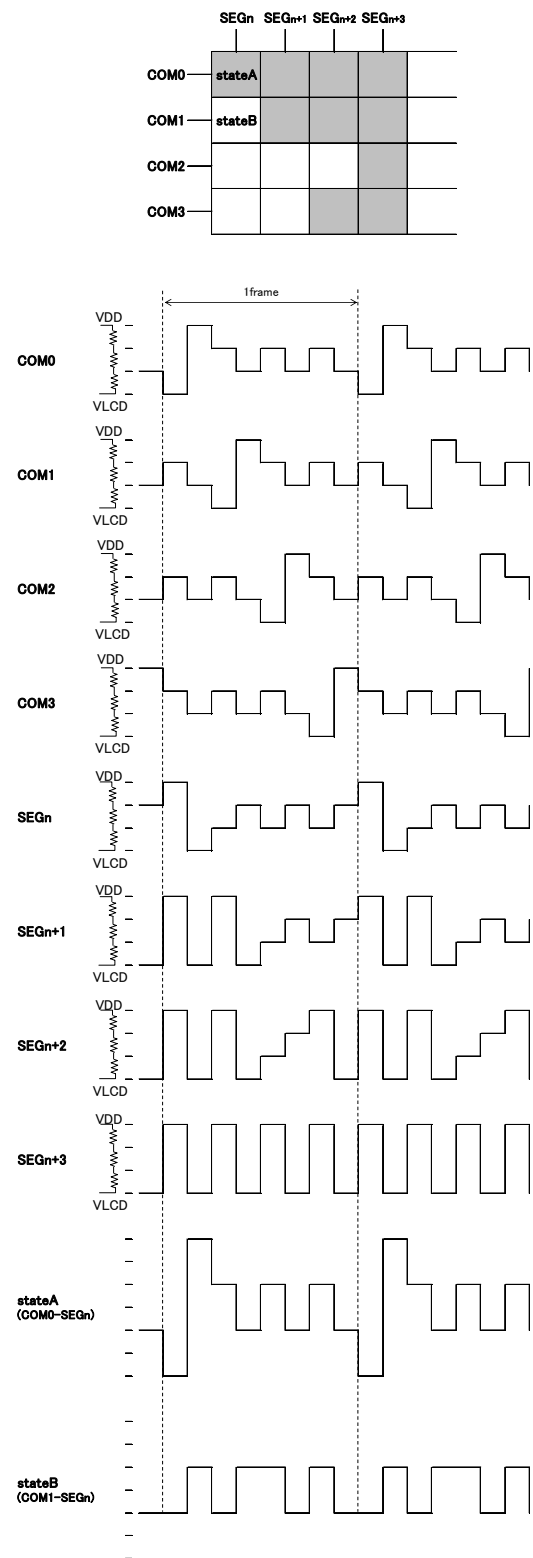 SEGn SEGn+1 SEGn+2 SEGn+3
COM0 stateA
COM1 stateB
COM2
COM3
1frame
VDD
COM0
VLCD
VDD
COM1
VLCD
VDD
COM2
VLCD
VDD
COM3
VLCD
VDD
SEGn
VLCD
VDD
SEGn+1
VLCD
VDD
SEGn+2
VLCD
VDD
SEGn+3
VLCD
stateA
(COM0-SEGn)
stateB
(COM1-SEGn)